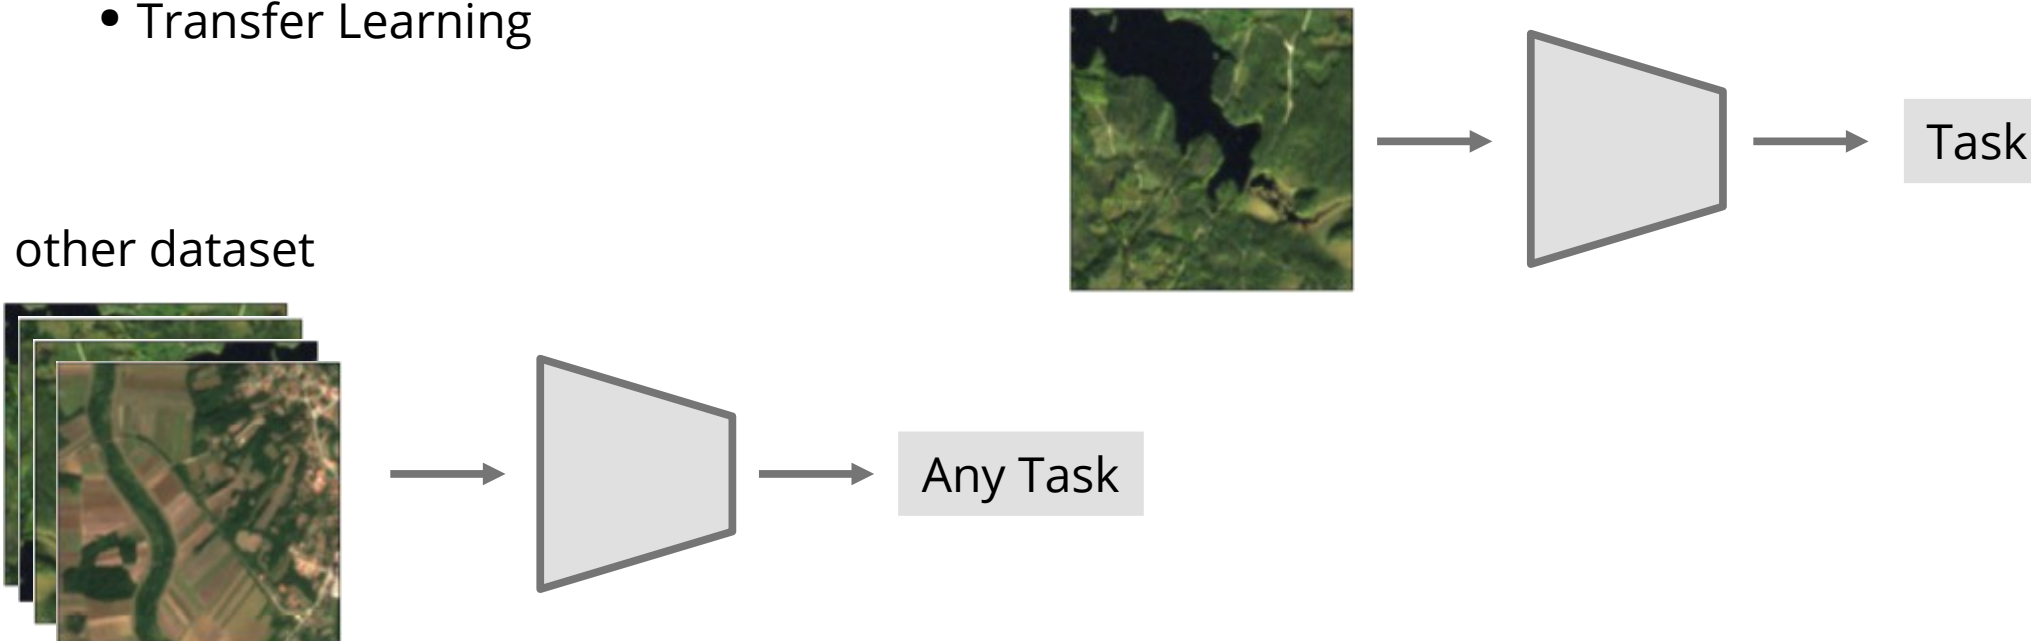 • Transfer Learning
Task
other dataset
Any Task